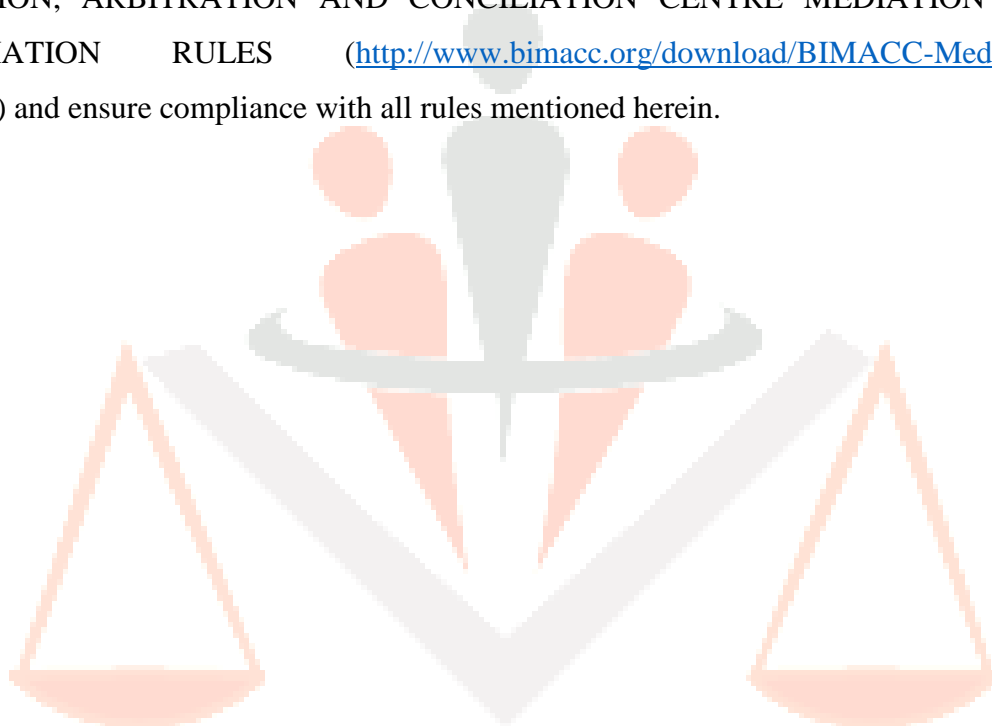 ION, ARBITRATION AND CONCILIATION CENTRE MEDIATION
IATION RULES (http://www.bimacc.org/download/BIMACC-Med
) and ensure compliance with all rules mentioned herein.